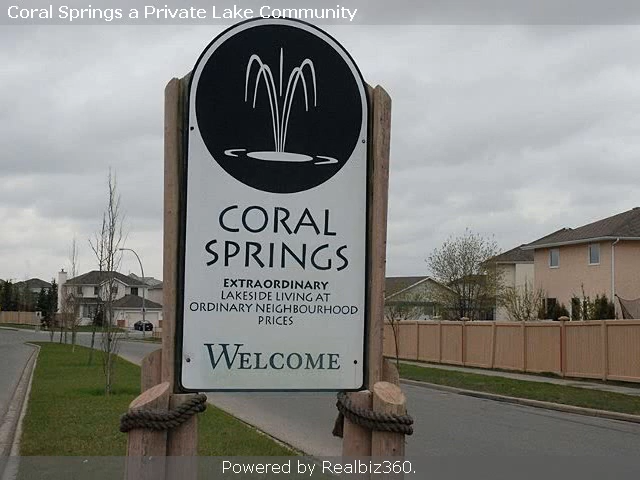 Coral Springs a Private Lake Community
CORAL
SPRINGS
EXTRAORDINARY
LAKESIDE LIVING AT
ORDINARY NEIGHBOURHOOD
PRICES
WELCOME
Powered by Realbiz360.